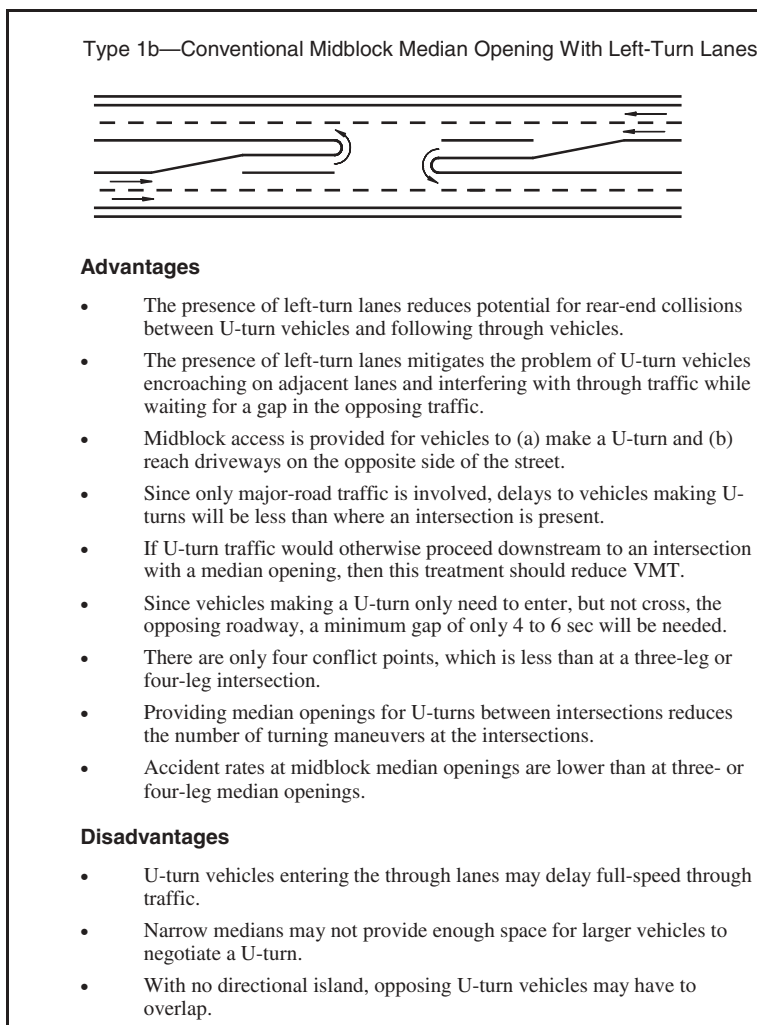 Type 1b—Conventional Midblock Median Opening With Left-Turn Lanes
Advantages
• The presence of left-turn lanes reduces potential for rear-end collisions
between U-turn vehicles and following through vehicles.
• The presence of left-turn lanes mitigates the problem of U-turn vehicles
encroaching on adjacent lanes and interfering with through traffic while
waiting for a gap in the opposing traffic.
• Midblock access is provided for vehicles to (a) make a U-turn and (b)
reach driveways on the opposite side of the street.
• Since only major-road traffic is involved, delays to vehicles making U-
turns will be less than where an intersection is present.
• If U-turn traffic would otherwise proceed downstream to an intersection
with a median opening, then this treatment should reduce VMT.
• Since vehicles making a U-turn only need to enter, but not cross, the
opposing roadway, a minimum gap of only 4 to 6 sec will be needed.
• There are only four conflict points, which is less than at a three-leg or
four-leg intersection.
• Providing median openings for U-turns between intersections reduces
the number of turning maneuvers at the intersections.
• Accident rates at midblock median openings are lower than at three- or
four-leg median openings.
Disadvantages
• U-turn vehicles entering the through lanes may delay full-speed through
traffic.
• Narrow medians may not provide enough space for larger vehicles to
negotiate a U-turn.
• With no directional island, opposing U-turn vehicles may have to
overlap.